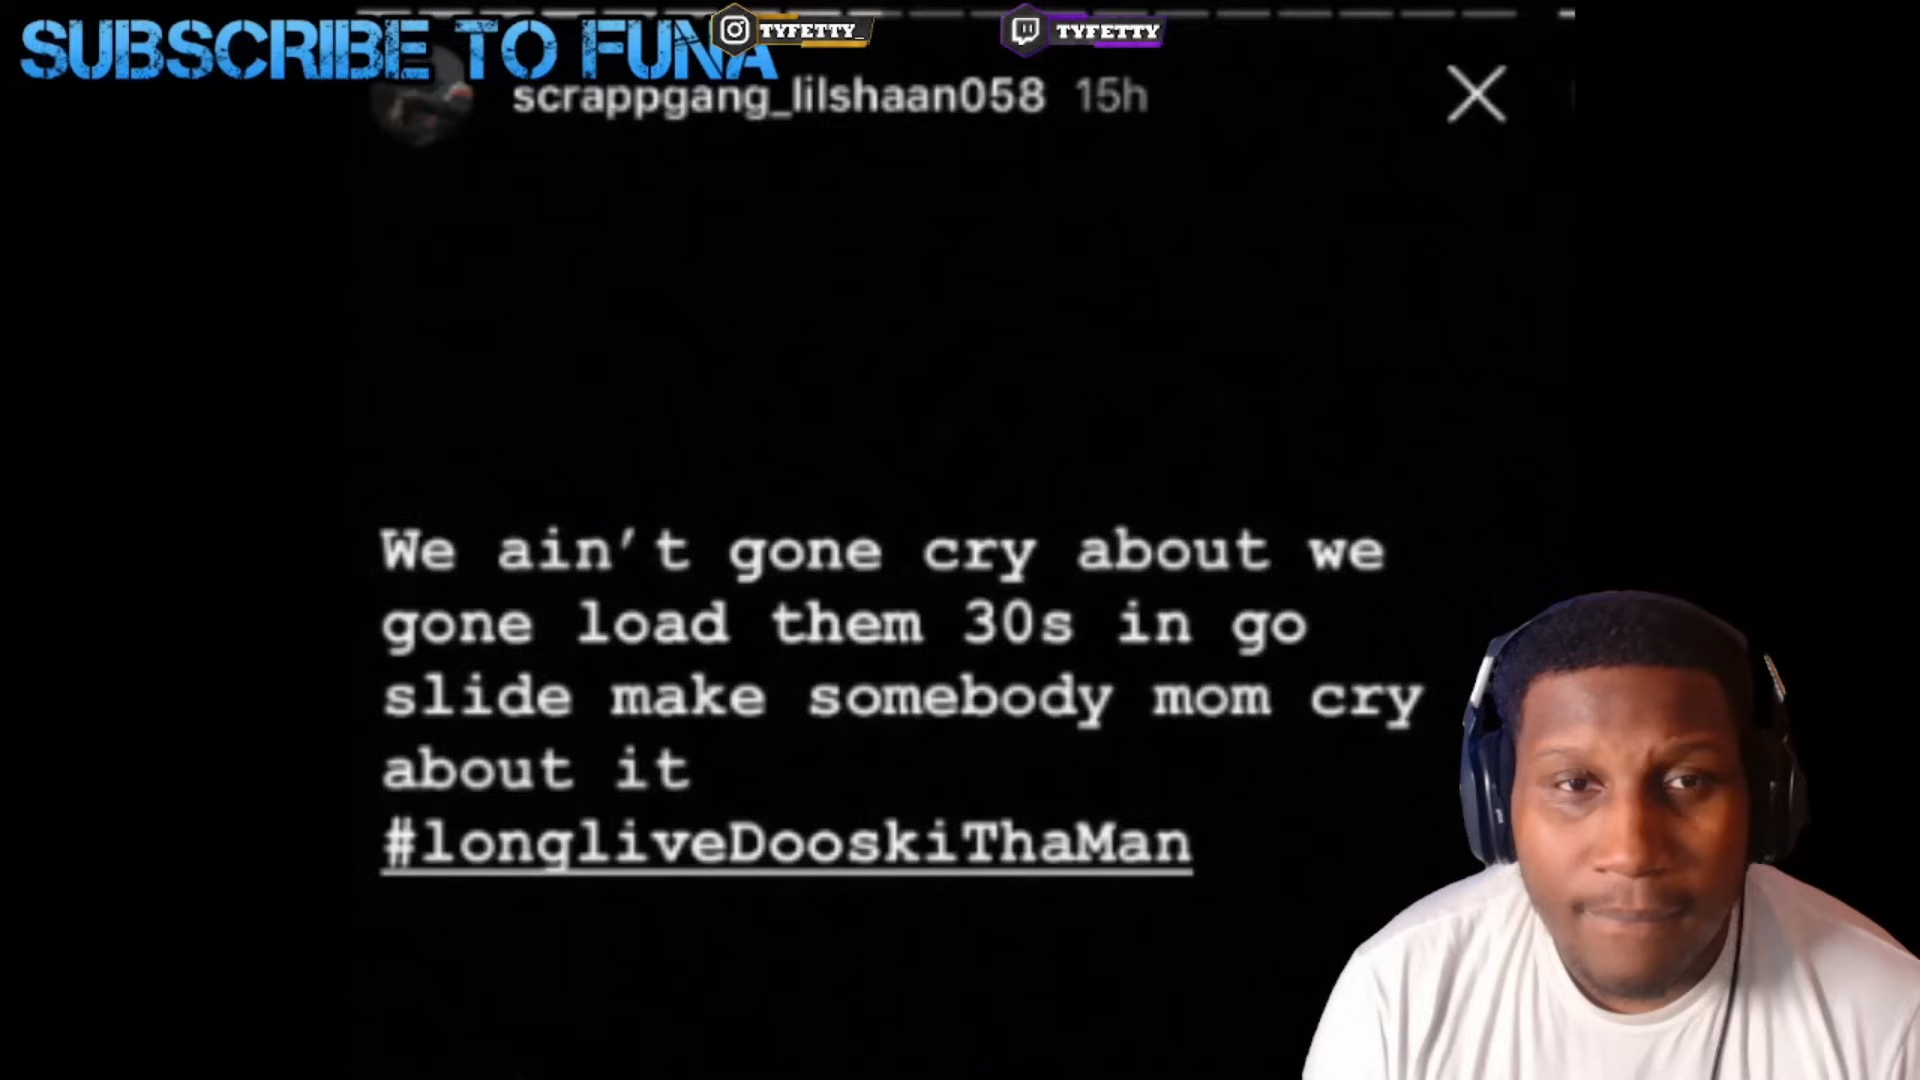 SUBSCRIBE TO FUNA
TYFETTY_
TYFETTY
scrappgang_lilshaan058 15h
We ain't gone cry about we
gone load them 30s in go
slide make somebody mom cry
about it
#longliveDooskiThaMan